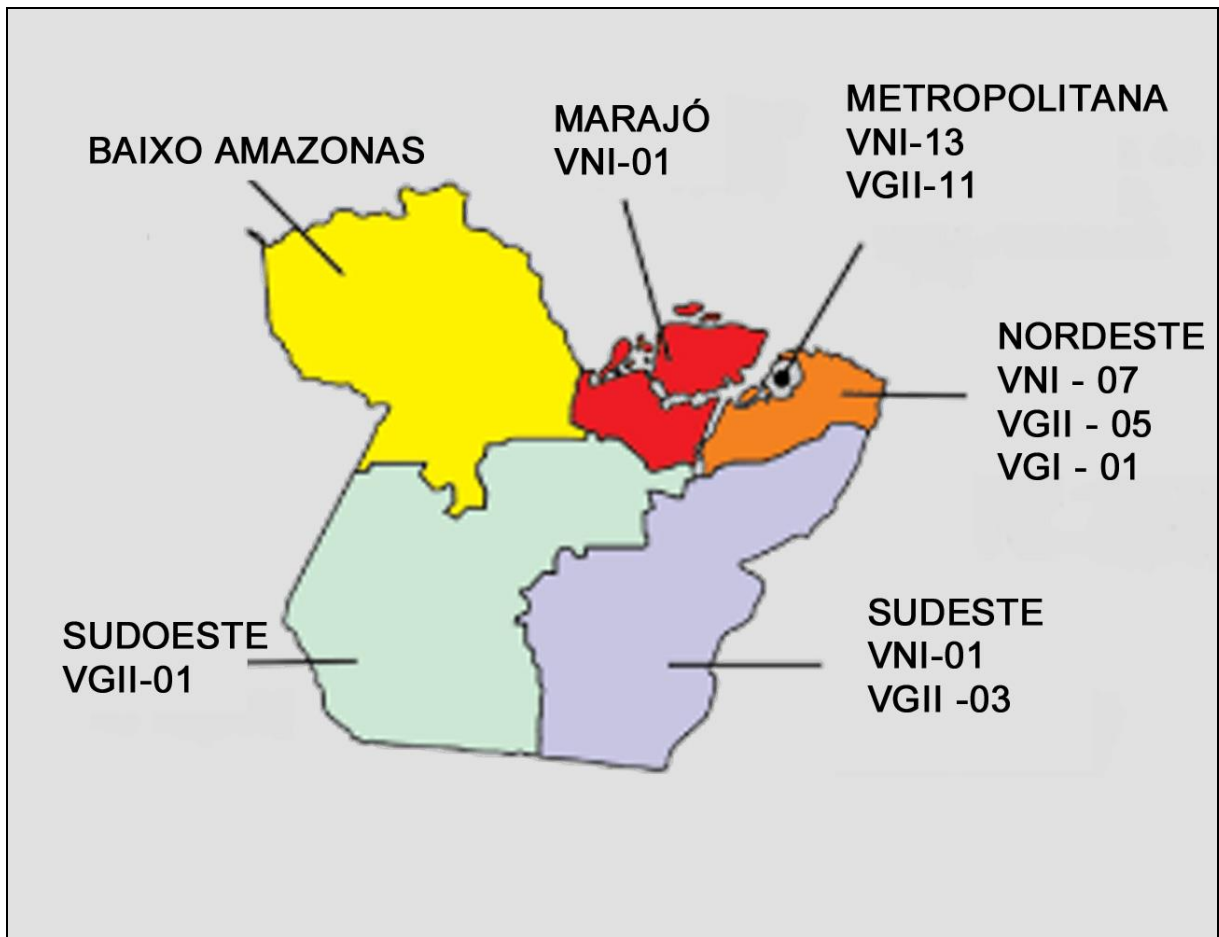 BAIXO AMAZONAS
MARAJÓ
VNI-01
METROPOLITANA
VNI-13
VGII-11
NORDESTE
VNI - 07
VGII - 05
VGI - 01
SUDOESTE
VGII-01
SUDESTE
VNI-01
VGII -03